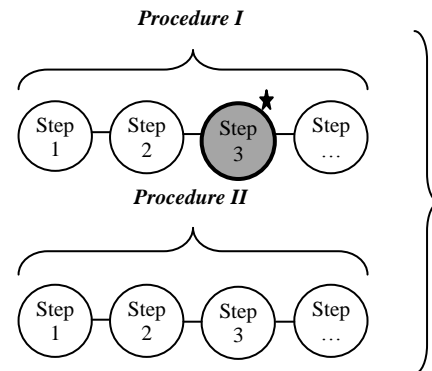 Procedure I
Step
1
Step
2
Step
3
Step
…
Procedure II
Step
1
Step
2
Step
3
Step
…